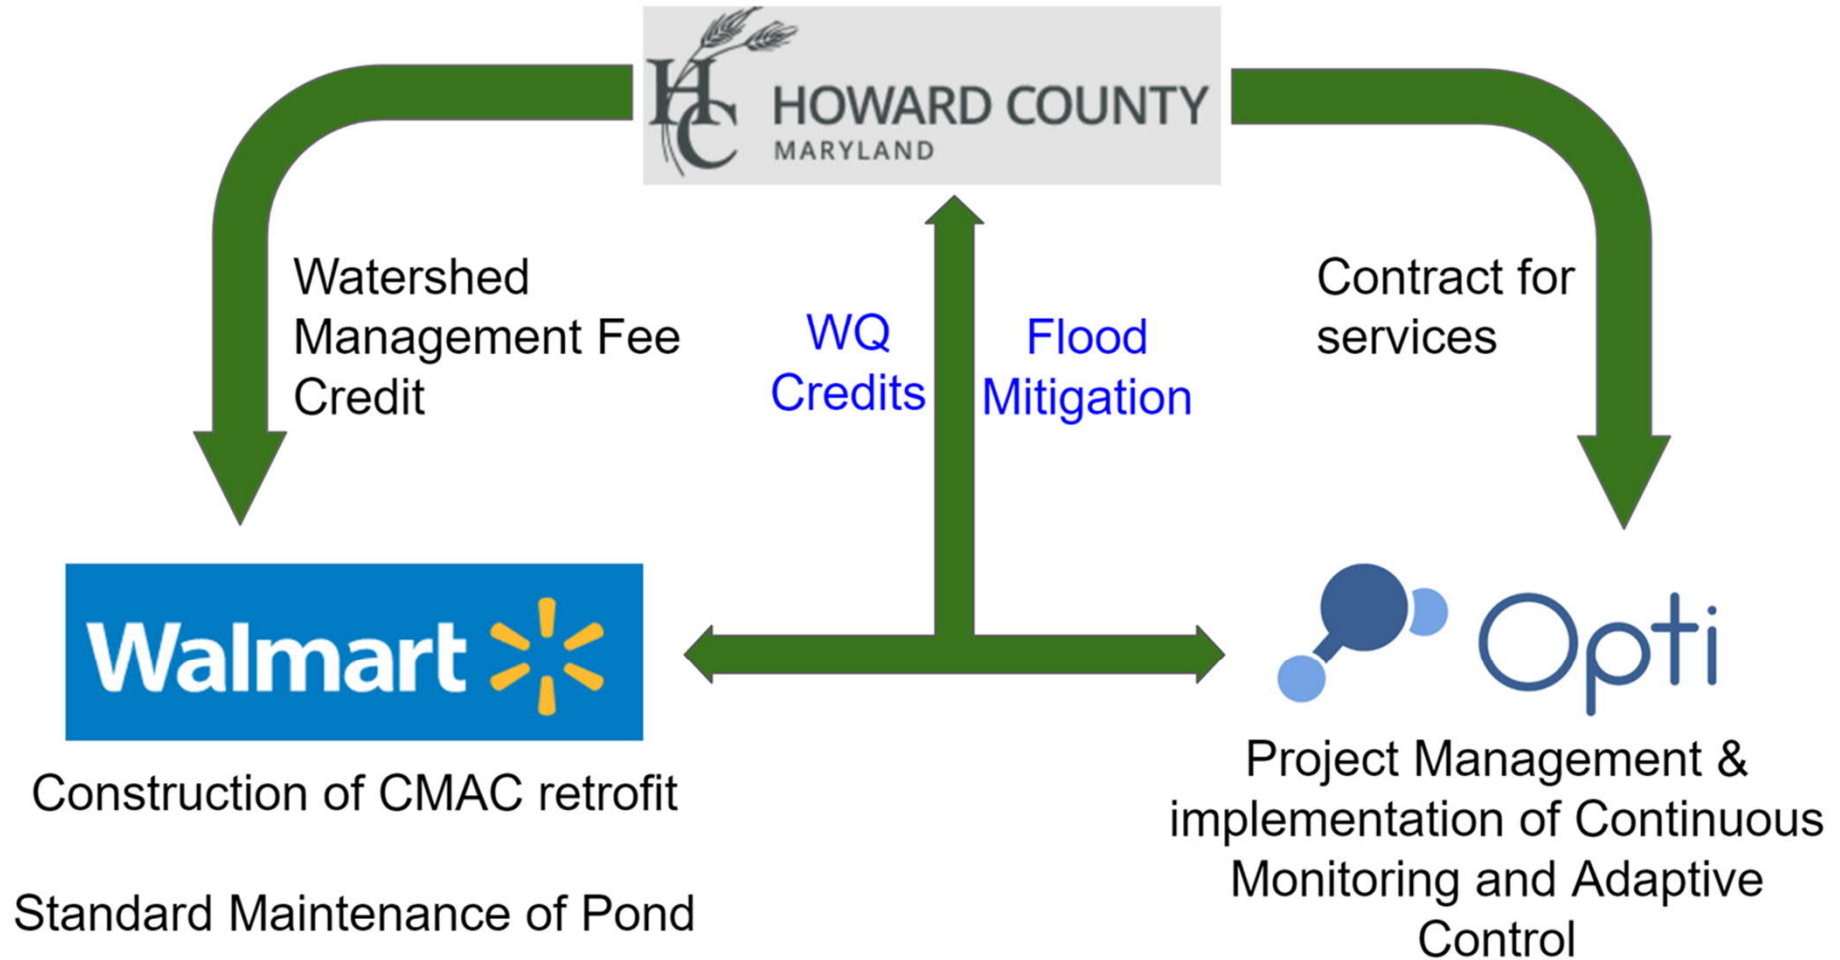 HC
HOWARD COUNTY
MARYLAND
Watershed
Management Fee
Credit
WQ
Credits
Flood
Mitigation
Contract for
services
Walmart
Opti
Construction of CMAC retrofit
Standard Maintenance of Pond
Project Management &
implementation of Continuous
Monitoring and Adaptive
Control